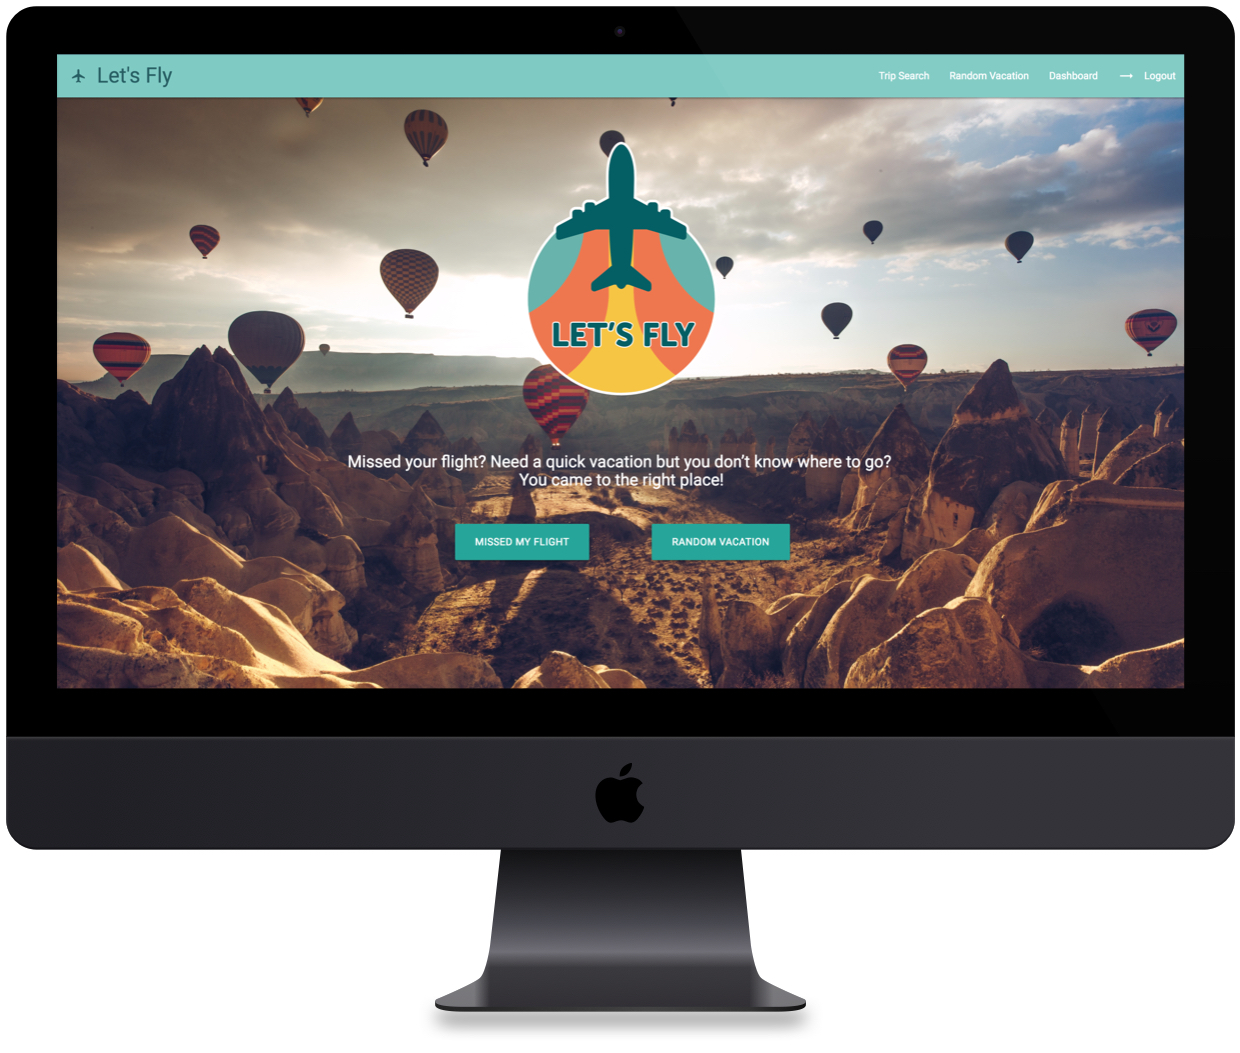 Let's Fly
Trip Search
Random Vacation
Dashboard
Logout
LET'S FLY
Missed your flight? Need a quick vacation but you don't know where to go?
You came to the right place!
MISSED MY FLIGHT
RANDOM VACATION